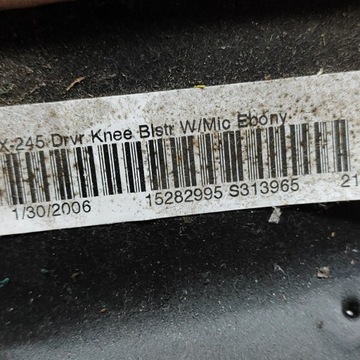 X-245 Drvr Knee Blstr W/Mic Ebony
1/30/2006 15282995 S313965 21